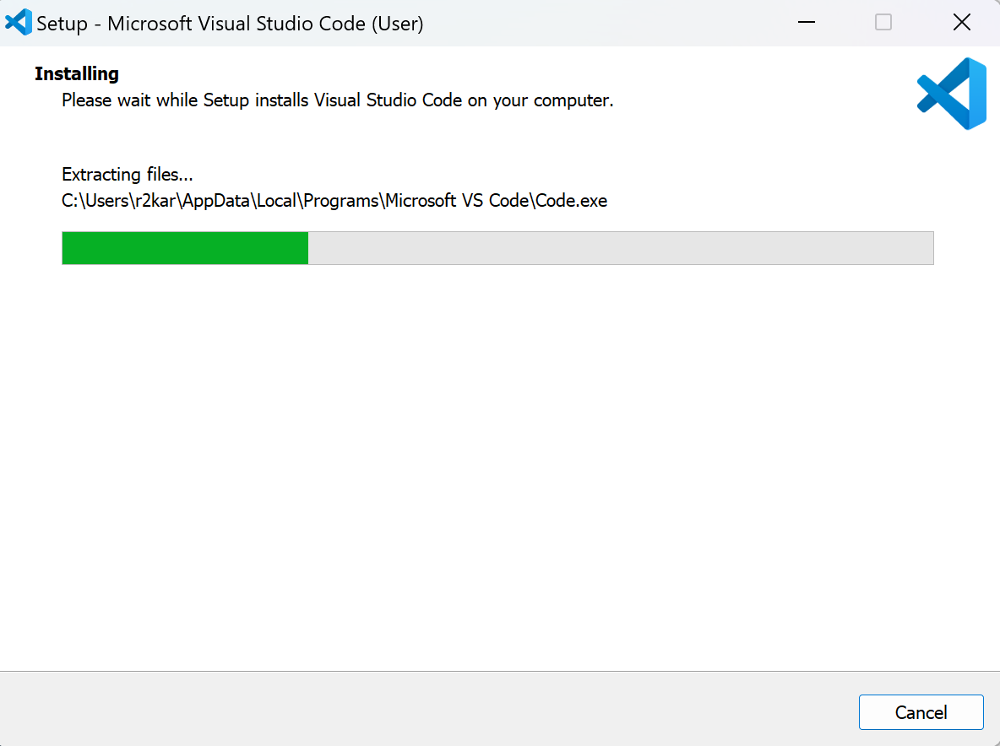 Setup - Microsoft Visual Studio Code (User)
Installing
Please wait while Setup installs Visual Studio Code on your computer.
Extracting files...
C:\Users\r2kar\AppData\Local\Programs\Microsoft VS Code\Code.exe
Cancel